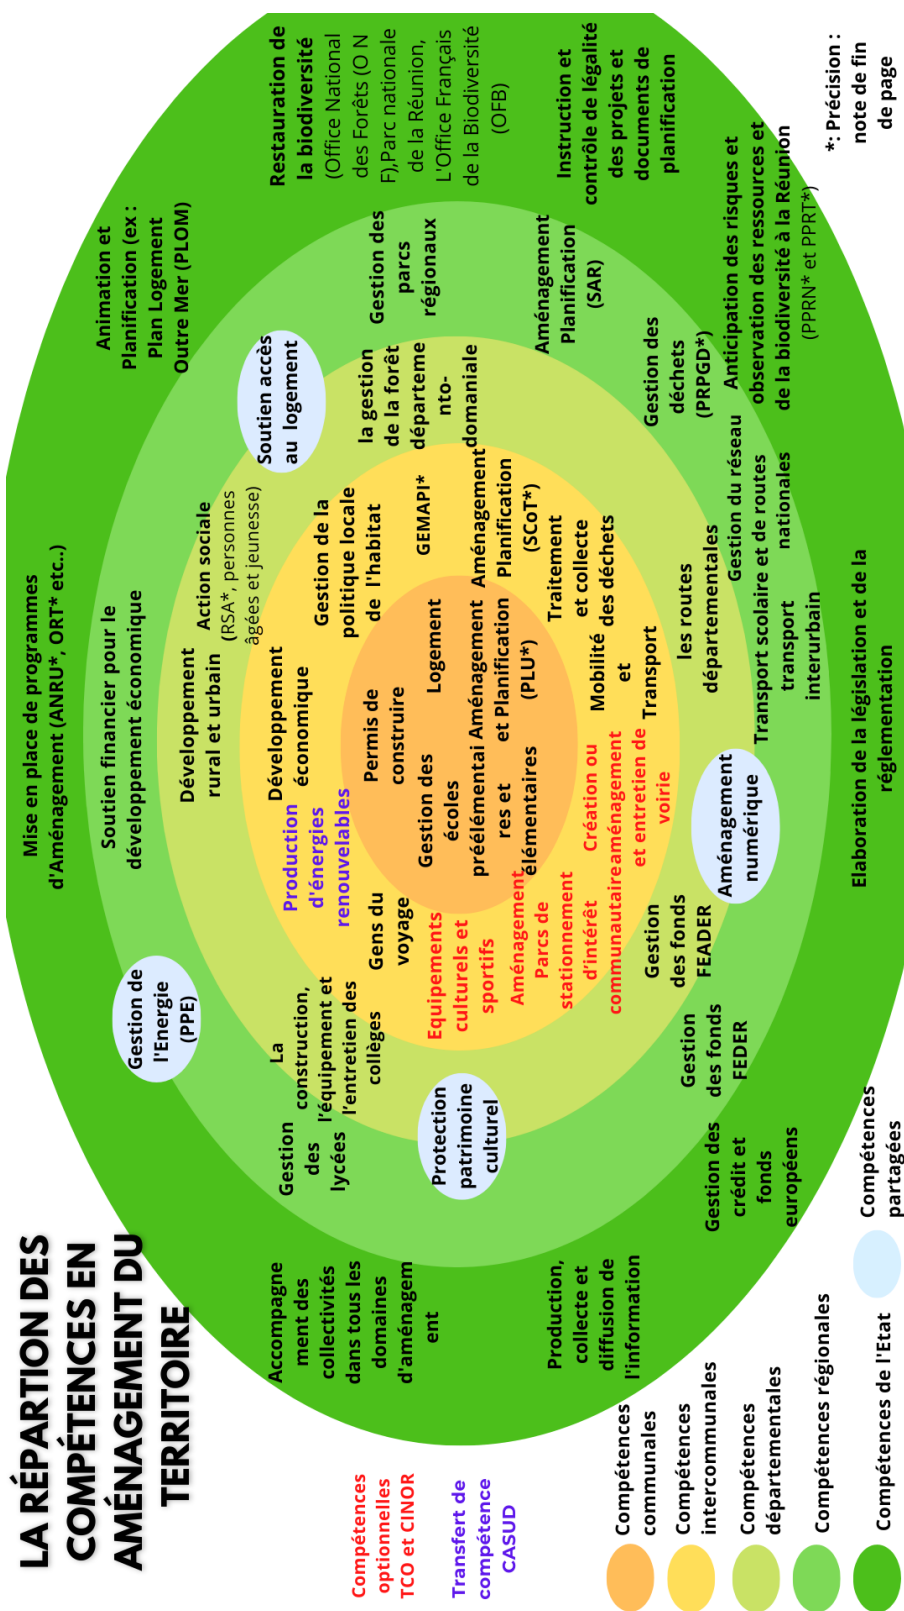 LA RÉPARTION DES
COMPÉTENCES EN
AMÉNAGEMENT DU
TERRITOIRE
Mise en place de programmes
d'Aménagement (ANRU*, ORT* etc..)
Animation et
Planification (ex :
Plan Logement
Outre Mer (PLOM)
Restauration de
la biodiversité
(Office National
des Forêts (O N
F),Parc nationale
de la Réunion,
L'Office Français
de la Biodiversité
(OFB)
Instruction et
contrôle de légalité
des projets et
documents de
planification
Anticipation des risques et
observation des ressources et
de la biodiversité à la Réunion
(PPRN* et PPRT*)
Elaboration de la législation et de la
réglementation
Accompagne
ment des
collectivités
dans tous les
domaines
d'aménagem
ent
Production,
collecte et
diffusion de
l'information
Gestion des
crédit et
fonds
européens
Soutien financier pour le
développement économique
Gestion de
l'Energie
(PPE)
Soutien accès
au logement
Gestion des
parcs
régionaux
Aménagement
Planification
(SAR)
Gestion des
déchets
(PRPGD*)
Gestion du réseau
de routes
nationales
Transport scolaire et
transport
interurbain
Aménagement
numérique
Gestion
des fonds
FEDER
Gestion
des
lycées
Protection
patrimoine
culturel
Développement
rural et urbain
Action sociale
(RSA*, personnes
âgées et jeunesse)
la gestion
de la forêt
départeme
nto-
domaniale
les routes
départementales
Gestion
des fonds
FEADER
La
construction,
l'équipement et
l'entretien des
collèges
Développement
économique
Gestion de la
politique locale
de l'habitat
GEMAPI*
Aménagement
Planification
(SCoT*)
Traitement
et collecte
des déchets
Mobilité
et
Transport
Création ou
aménagement
et entretien de
voirie
Aménagement
Parcs de
stationnement
d'intérêt
communautaire
Equipements
culturels et
sportifs
Gens du
voyage
Production
d'énergies
renouvelables
Permis de
construire
Logement
Gestion des
écoles
préélémentai
res et
élémentaires
Aménagement
et Planification
(PLU*)
Compétences
optionnelles
TCO et CINOR
Transfert de
compétence
CASUD
Compétences
communales
Compétences
intercommunales
Compétences
départementales
Compétences régionales
Compétences de l'Etat
Compétences
partagées
*: Précision :
note de fin
de page